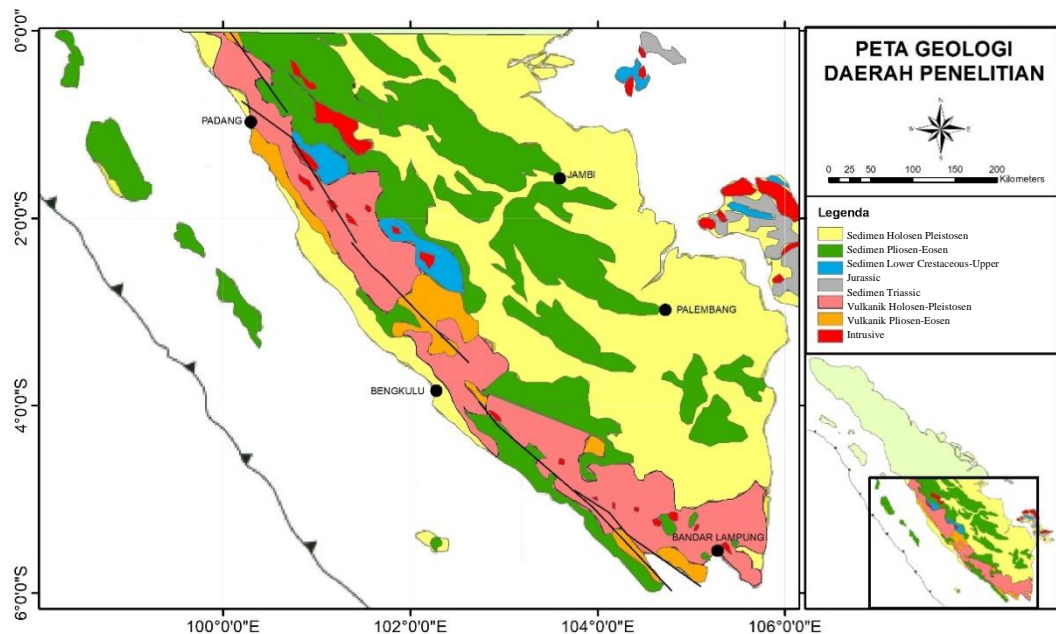 0°0'0"
2°0'0"S
4°0'0"S
6°0'0"S
PADANG
JAMBI
PALEMBANG
BENGKULU
BANDAR LAMPUNG
100°0'0"E
102°0'0"E
104°0'0"E
106°0'0"E
PETA GEOLOGI
DAERAH PENELITIAN
N
W
E
S
0 25 50 100 150 200
Kilometers
Legenda
Sedimen Holosen Pleistosen
Sedimen Pliosen-Eosen
Sedimen Lower Crestaceous-Upper
Jurassic
Sedimen Triassic
Vulkanik Holosen-Pleistosen
Vulkanik Pliosen-Eosen
Intrusive